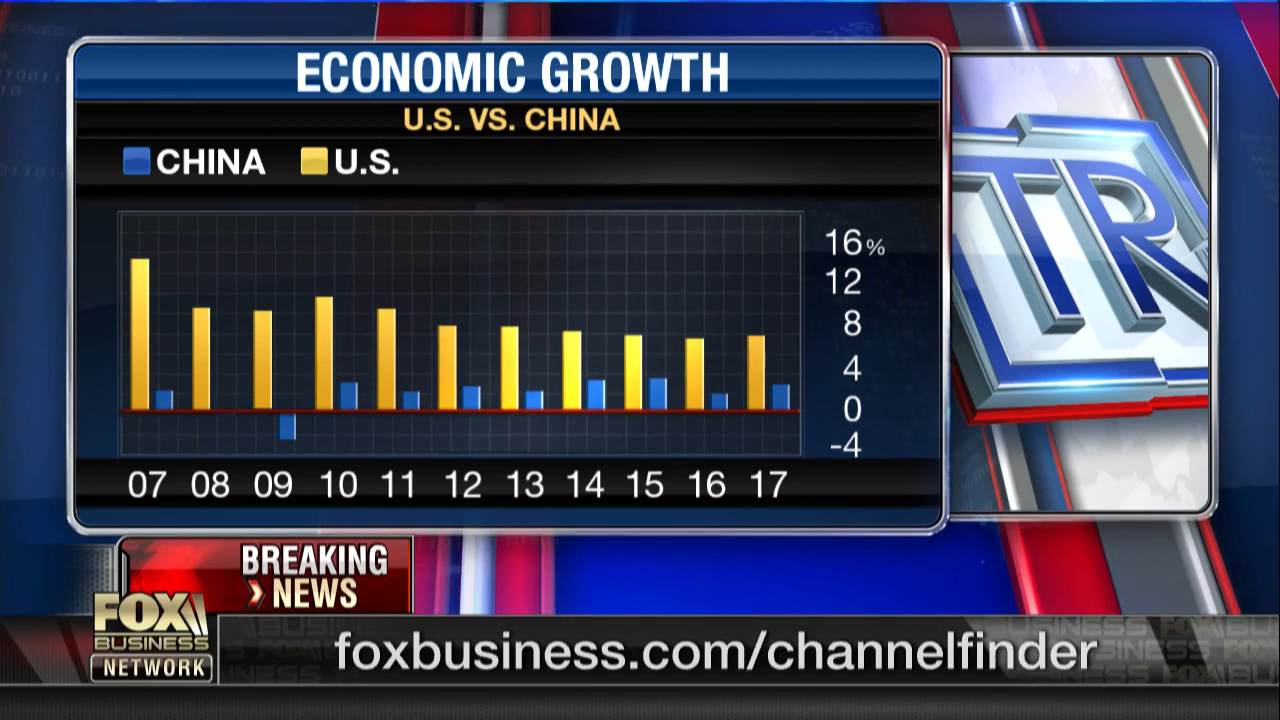 ECONOMIC GROWTH
U.S. VS. CHINA
CHINA U.S.
16%
12
8
4
0
-4
07 08 09 10 11 12 13 14 15 16 17
TR
BREAKING
NEWS
FOX
BUSINESS
NETWORK
foxbusiness.com/channelfinder